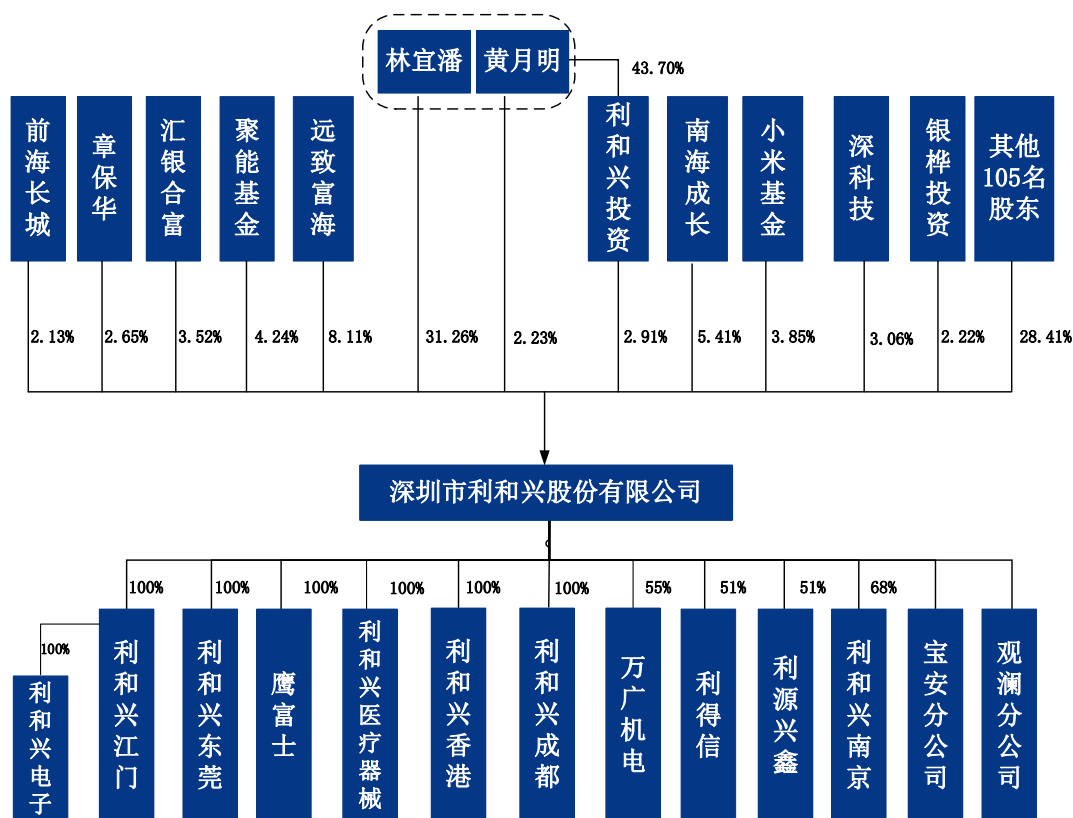 林宜潘
黄月明
43.70%
前海长城
章保华
汇银合富
聚能基金
远致富海
利和兴投资
南海成长
小米基金
深科技
银桦投资
其他
105名
股东
2.13%
2.65%
3.52%
4.24%
8.11%
31.26%
2.23%
2.91%
5.41%
3.85%
3.06%
2.22%
28.41%
深圳市利和兴股份有限公司
100%
100%
100%
100%
100%
100%
55%
51%
51%
68%
100%
利和兴电子
利和兴江门
利和兴东莞
鹰富士
利和兴医疗器械
利和兴香港
利和兴成都
万广机电
利得信
利源兴鑫
利和兴南京
宝安分公司
观澜分公司